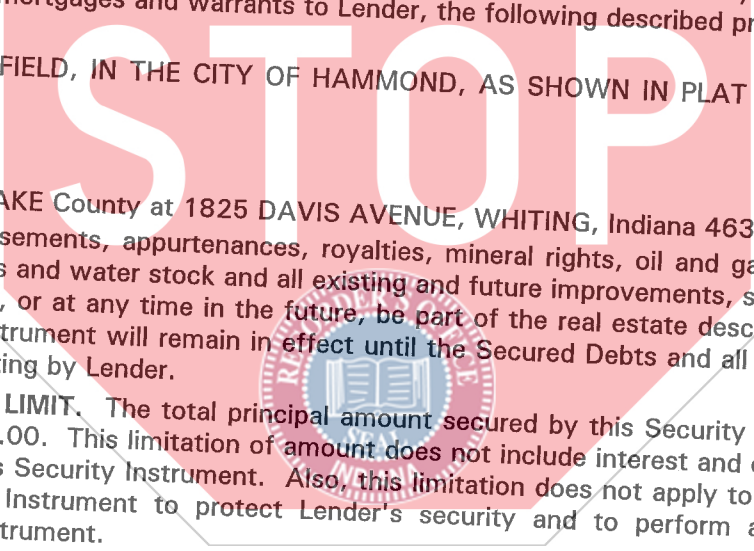 mortgages and warrants to Lender, the following described pr
FIELD, IN THE CITY OF HAMMOND, AS SHOWN IN PLAT
STOP
AKE County at 1825 DAVIS AVENUE, WHITING, Indiana 463
sements, appurtenances, royalties, mineral rights, oil and ga
s and water stock and all existing and future improvements, s
, or at any time in the future, be part of the real estate desc
trument will remain in effect until the Secured Debts and all
ing by Lender.
RECORDER'S OFFICE
SEAL
INDIANA
LIMIT. The total principal amount secured by this Security
.00. This limitation of amount does not include interest and
s Security Instrument. Also, this limitation does not apply to
Instrument to protect Lender's security and to perform a
trument.